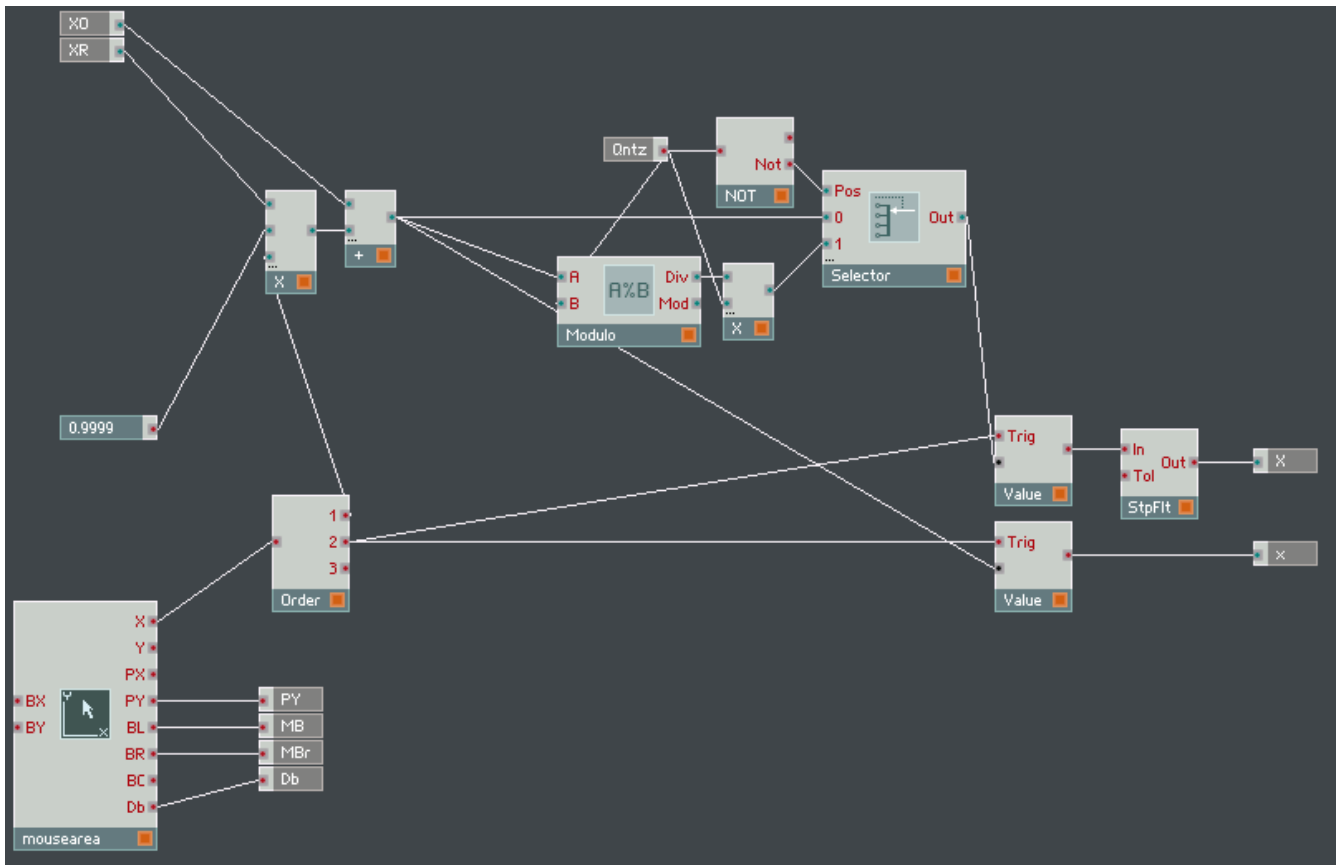 XO
XR
Qntz
Not
NOT
Pos
0
Out
1
...
Selector
...
X
...
+
A
Div
A%B
B
Mod
Modulo
...
X
0.9999
Trig
Value
In
Out
Tol
StpFlt
X
1
2
3
Order
Trig
Value
x
X
Y
PX
BX
Y
X
PY
BY
BL
BR
BC
Db
mousearea
PY
MB
MBr
Db